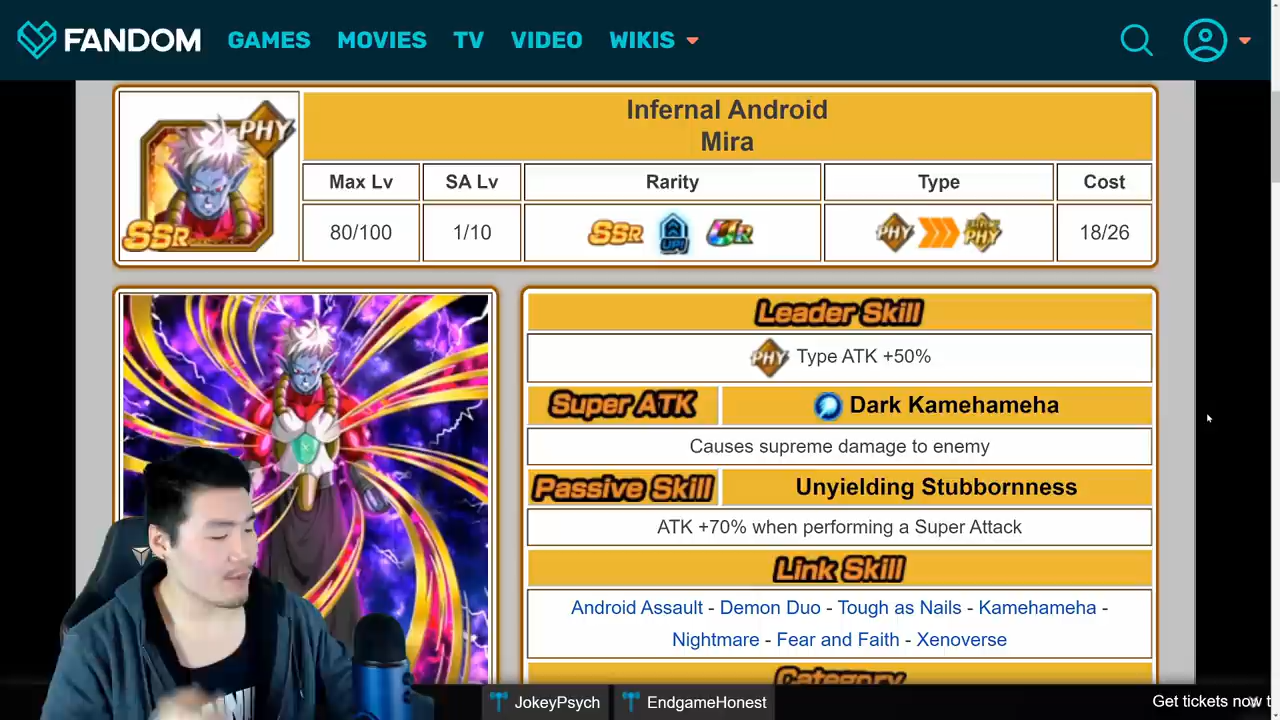 FANDOM GAMES MOVIES TV VIDEO WIKIS
PHY
SSR
Infernal Android
Mira
Max Lv SA Lv Rarity Type Cost
80/100 1/10 SSR UP! UR PHY PHY 18/26
Leader Skill
PHY Type ATK +50%
Super ATK Dark Kamehameha
Causes supreme damage to enemy
Passive Skill Unyielding Stubbornness
ATK +70% when performing a Super Attack
Link Skill
Android Assault - Demon Duo - Tough as Nails - Kamehameha -
Nightmare - Fear and Faith - Xenoverse
Category
JokeyPsych EndgameHonest
Get tickets now t